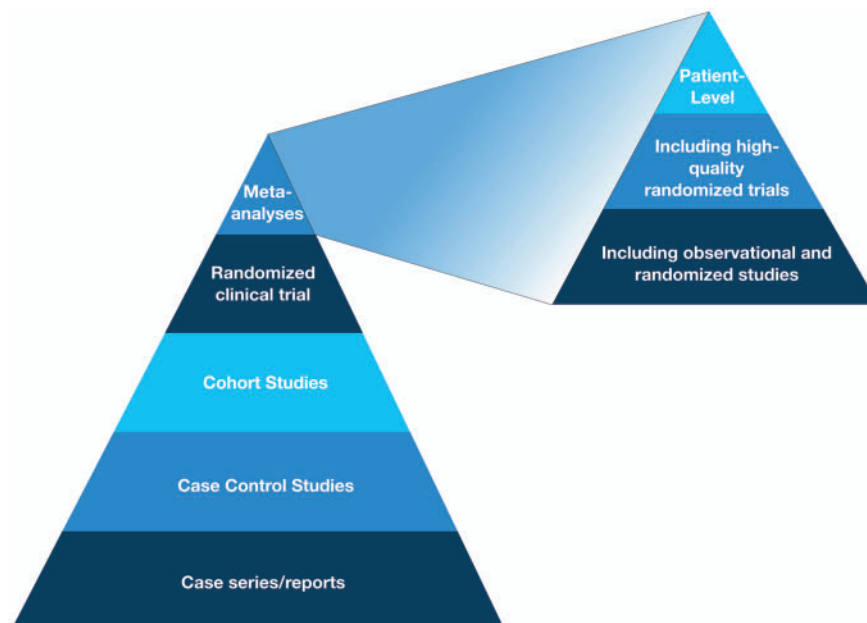 Meta-
analyses
Randomized
clinical trial
Cohort Studies
Case Control Studies
Case series/reports
Patient-
Level
Including high-
quality
randomized trials
Including observational and
randomized studies